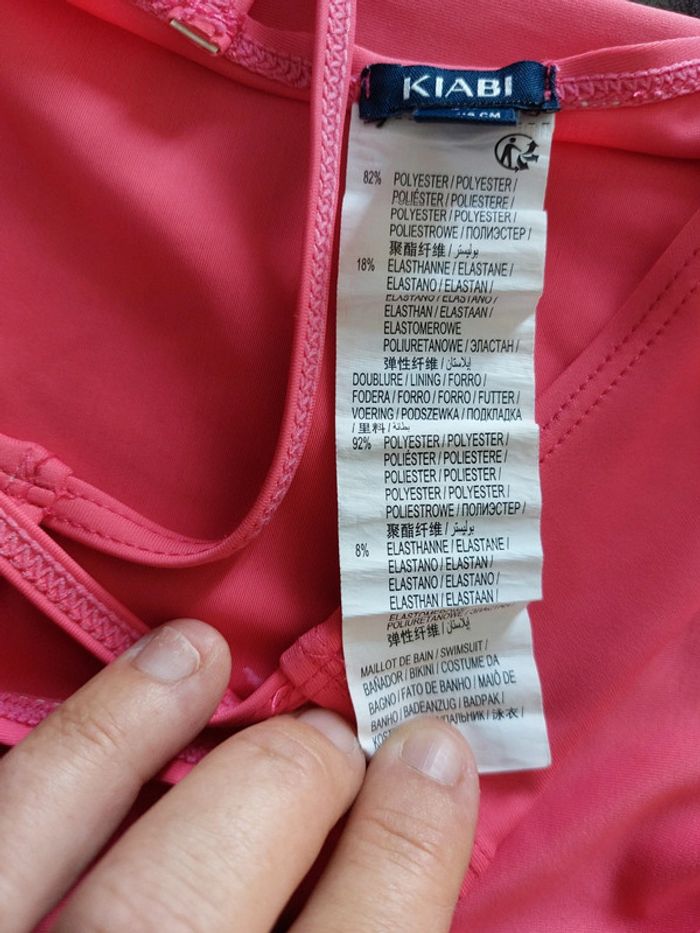 KIABI
CM
82% POLYESTER / POLYESTER /
POLIÉSTER / POLIESTERE /
POLYESTER / POLYESTER /
POLIESTROWE / ПОЛИЭСТЕР /
聚酯纤维 / بوليستر /
18% ELASTHANNE / ELASTANE /
ELASTANO / ELASTAN /
ELASTANO / ELASTANO /
ELASTHAN / ELASTAAN /
ELASTOMEROWE
POLIURETANOWE / ЭЛАСТАН /
弹性纤维 / إيلاستان /
DOUBLURE / LINING / FORRO /
FODERA / FORRO / FORRO / FUTTER /
VOERING / PODSZEWKA / ПОДКЛАДКА
/ 里料 / بطانة /
92% POLYESTER / POLYESTER /
POLIÉSTER / POLIESTERE /
POLIESTER / POLIESTER /
POLYESTER / POLYESTER /
POLIESTROWE / ПОЛИЭСТЕР /
聚酯纤维 / بوليستر /
8% ELASTHANNE / ELASTANE /
ELASTANO / ELASTAN /
ELASTANO / ELASTANO /
ELASTHAN / ELASTAAN /
ELASTOMEROWE
POLIURETANOWE / ЭЛАСТАН /
弹性纤维 / إيلاستان /
MAILLOT DE BAIN / SWIMSUIT /
BAÑADOR / BIKINI / COSTUME DA
BAGNO / FATO DE BANHO / MAIÔ DE
BANHO / BADEANZUG / BADPAK /
泳衣 /